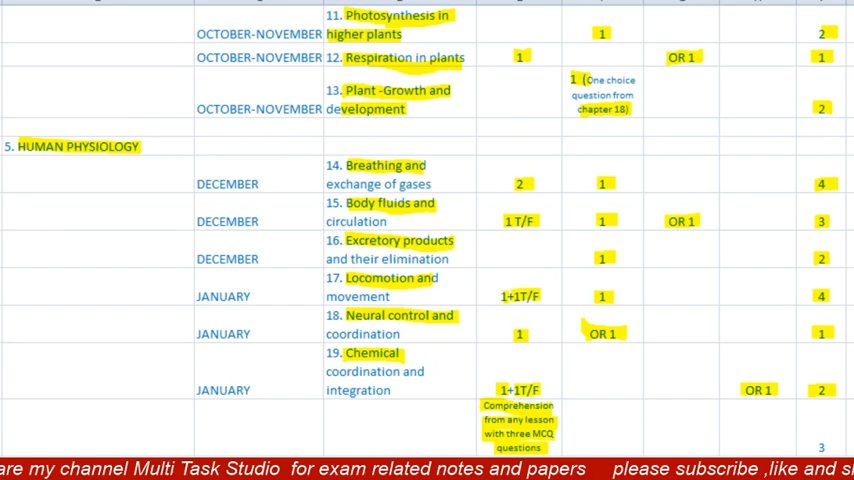 11. Photosynthesis in
OCTOBER-NOVEMBER higher plants 1 2
OCTOBER-NOVEMBER 12. Respiration in plants 1 OR 1 1
13. Plant -Growth and
OCTOBER-NOVEMBER development
1 (One choice
question from
chapter 18)
2
5. HUMAN PHYSIOLOGY
14. Breathing and
DECEMBER exchange of gases 2 1 4
15. Body fluids and
DECEMBER circulation 1 T/F 1 OR 1 3
16. Excretory products
DECEMBER and their elimination 1 2
17. Locomotion and
JANUARY movement 1+1T/F 1 4
18. Neural control and
JANUARY coordination 1 OR 1 1
19. Chemical
coordination and
JANUARY integration 1+1T/F OR 1 2
Comprehension
from any lesson
with three MCQ
questions 3
are my channel Multi Task Studio for exam related notes and papers please subscribe ,like and sh